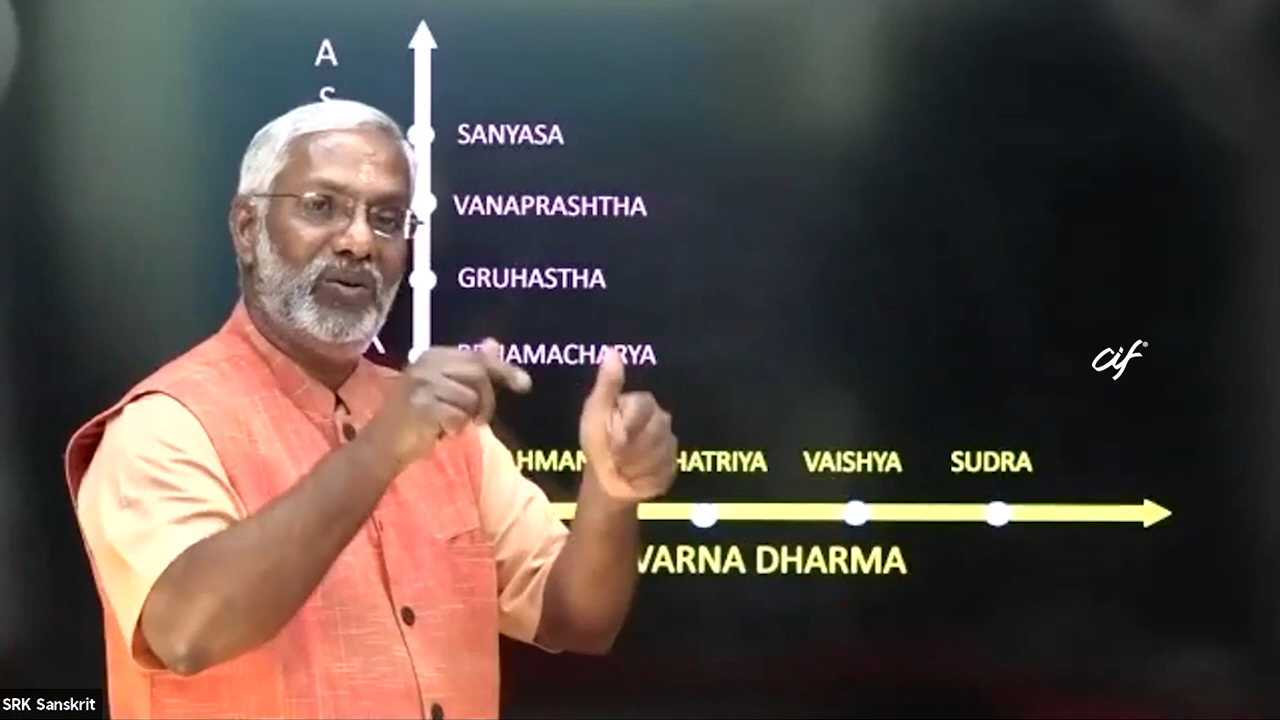 A
S
SANYASA
VANAPRASHTHA
GRUHASTHA
cif
VAISHYA
SUDRA
VARNA DHARMA
SRK Sanskrit